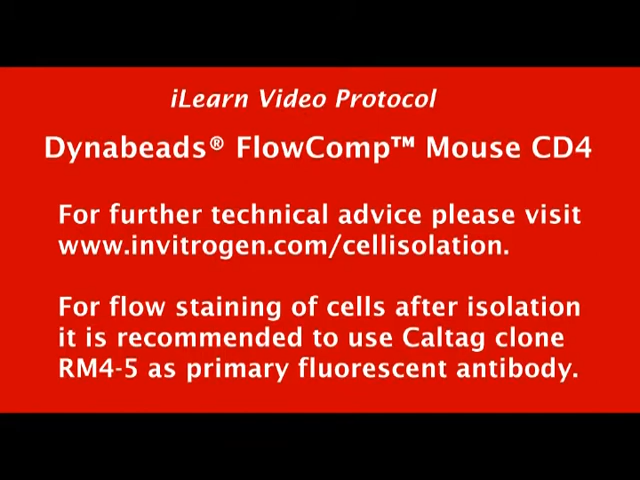 iLearn Video Protocol
Dynabeads® FlowComp™ Mouse CD4
For further technical advice please visit
www.invitrogen.com/cellisolation.
For flow staining of cells after isolation
it is recommended to use Caltag clone
RM4-5 as primary fluorescent antibody.